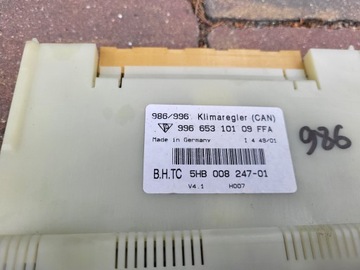 986/996 Klimaregler (CAN)
996 653 101 09 FFA
Made in Germany I 4 48/01
B.H.TC 5HB 008 247-01
V4.1 H007
986